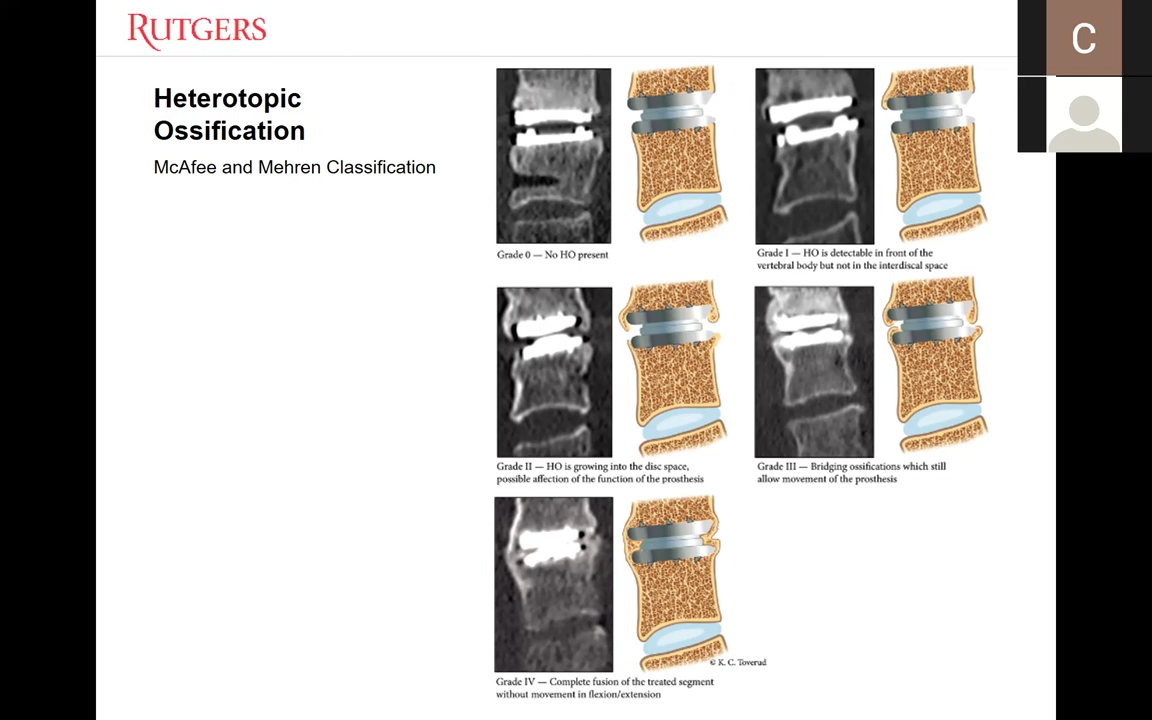 RUTGERS
C
Heterotopic
Ossification
McAfee and Mehren Classification
Grade 0 — No HO present
Grade I — HO is detectable in front of the
vertebral body but not in the interdiscal space
Grade II — HO is growing into the disc space,
possible affection of the function of the prosthesis
Grade III — Bridging ossifications which still
allow movement of the prosthesis
© K. C. Toverud
Grade IV — Complete fusion of the treated segment
without movement in flexion/extension